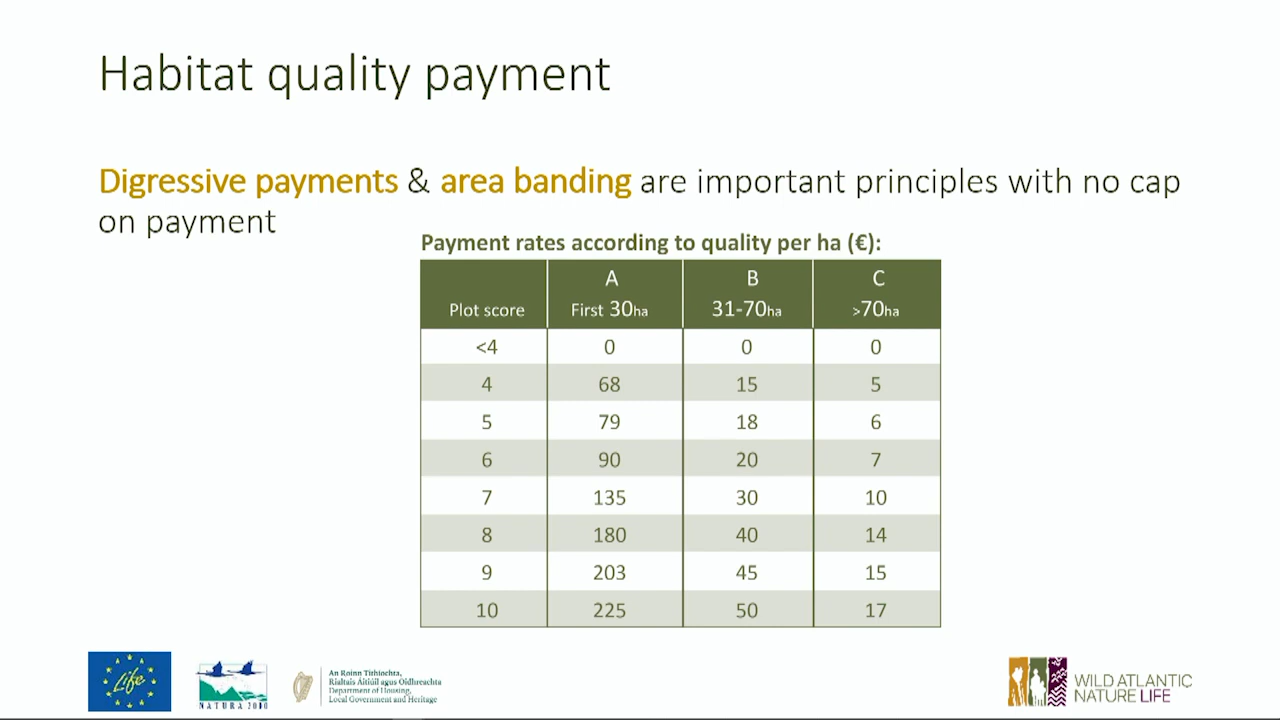 Habitat quality payment
Digressive payments & area banding are important principles with no cap
on payment
Payment rates according to quality per ha (€):
Plot score A First 30ha B 31-70ha C >70ha
<4 0 0 0
4 68 15 5
5 79 18 6
6 90 20 7
7 135 30 10
8 180 40 14
9 203 45 15
10 225 50 17
Life
NATURA 2000
An Roinn Tithíochta,
Rialtais Áitiúil agus Oidhreachta
Department of Housing,
Local Government and Heritage
WILD ATLANTIC
NATURE LIFE